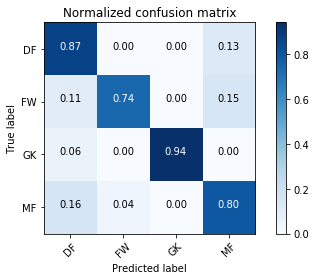 Normalized confusion matrix
True label
DF 0.87 0.00 0.00 0.13
FW 0.11 0.74 0.00 0.15
GK 0.06 0.00 0.94 0.00
MF 0.16 0.04 0.00 0.80
DF FW GK MF
Predicted label
0.8
0.6
0.4
0.2
0.0